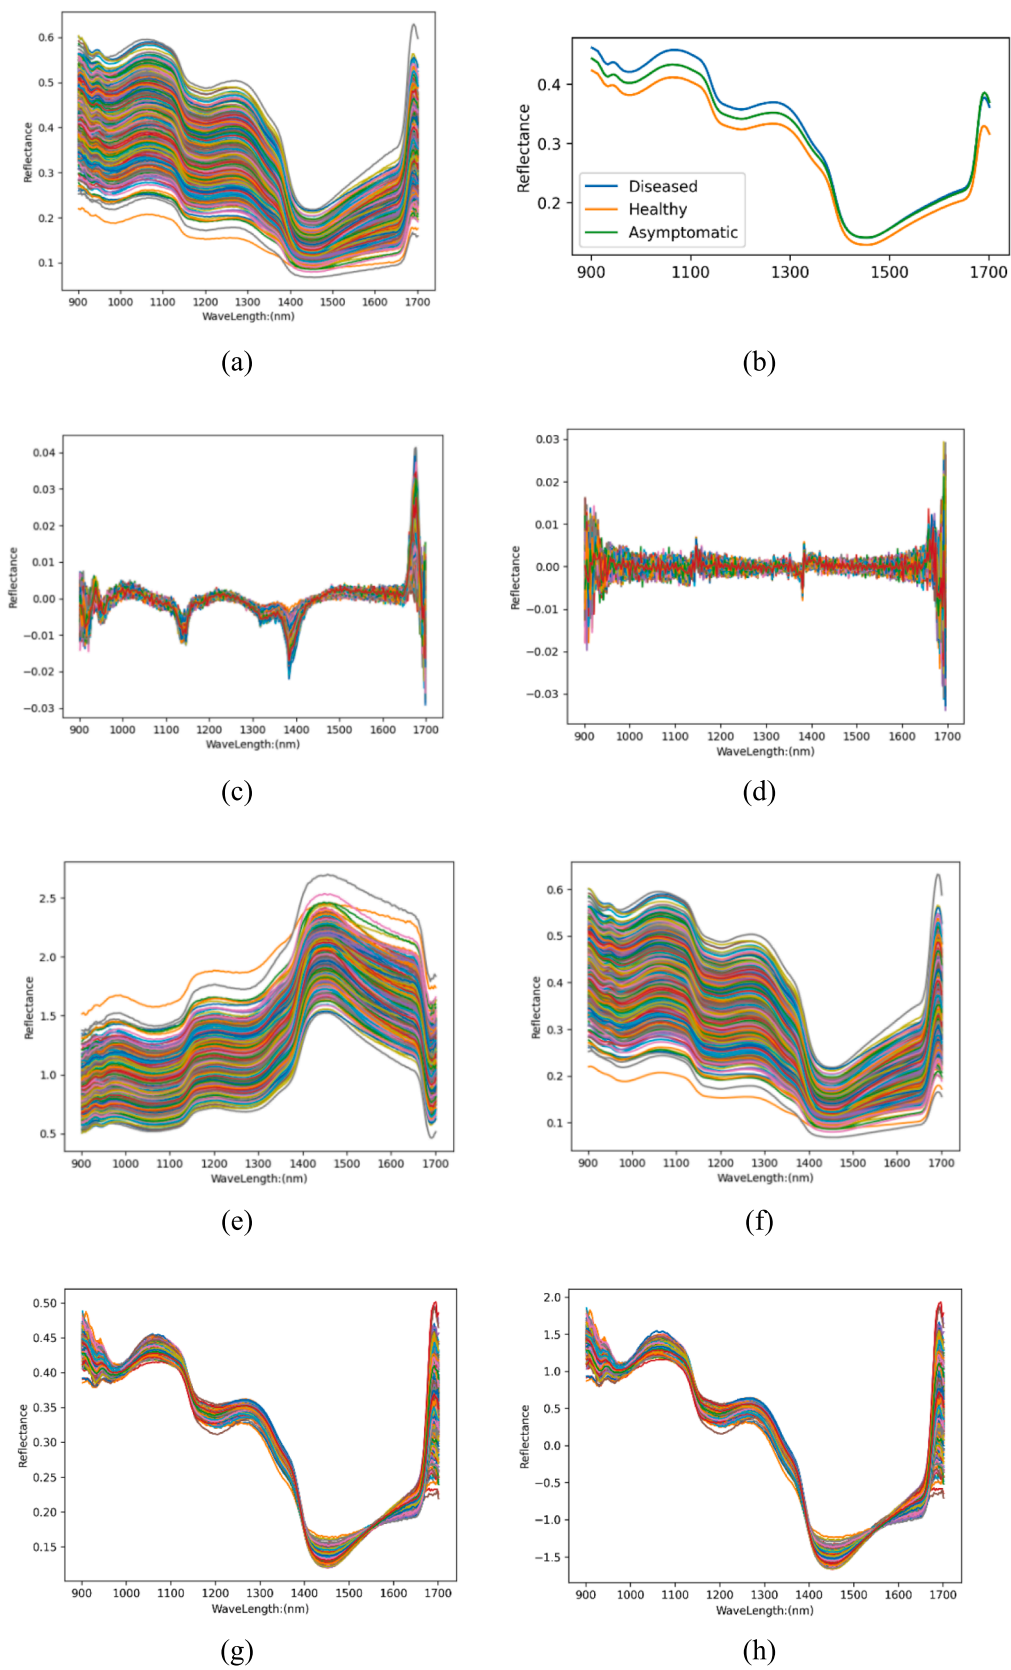 0.6
0.5
0.4
0.3
0.2
0.1
Reflectance
900 1000 1100 1200 1300 1400 1500 1600 1700
WaveLength:(nm)
(a)
0.4
0.3
0.2
Reflectance
Diseased
Healthy
Asymptomatic
900 1100 1300 1500 1700
(b)
0.04
0.03
0.02
0.01
0.00
−0.01
−0.02
−0.03
Reflectance
900 1000 1100 1200 1300 1400 1500 1600 1700
WaveLength:(nm)
(c)
0.03
0.02
0.01
0.00
−0.01
−0.02
−0.03
Reflectance
900 1000 1100 1200 1300 1400 1500 1600 1700
WaveLength:(nm)
(d)
2.5
2.0
1.5
1.0
0.5
Reflectance
900 1000 1100 1200 1300 1400 1500 1600 1700
WaveLength:(nm)
(e)
0.6
0.5
0.4
0.3
0.2
0.1
Reflectance
900 1000 1100 1200 1300 1400 1500 1600 1700
WaveLength:(nm)
(f)
0.50
0.45
0.40
0.35
0.30
0.25
0.20
0.15
Reflectance
900 1000 1100 1200 1300 1400 1500 1600 1700
WaveLength:(nm)
(g)
2.0
1.5
1.0
0.5
0.0
−0.5
−1.0
−1.5
Reflectance
900 1000 1100 1200 1300 1400 1500 1600 1700
WaveLength:(nm)
(h)